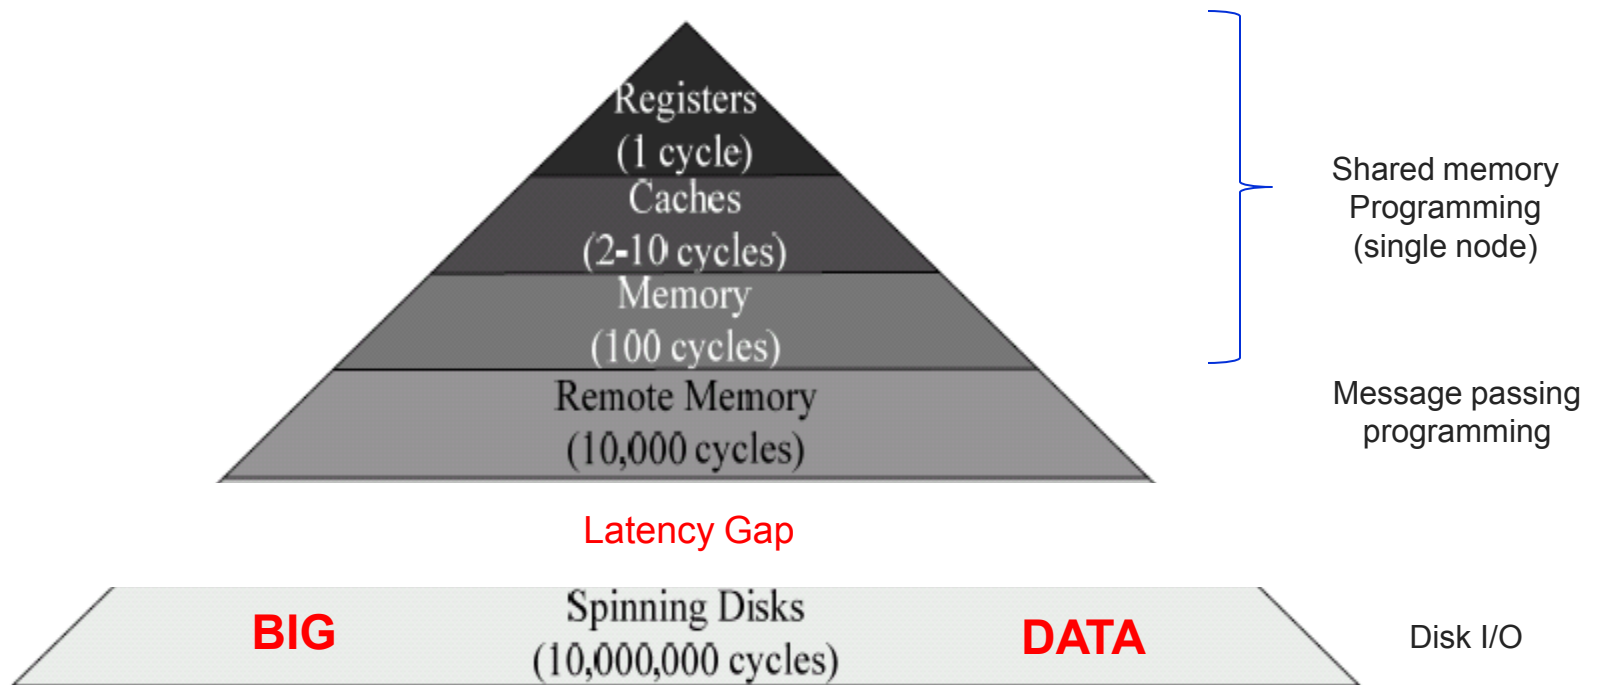 Registers
(1 cycle)
Caches
(2-10 cycles)
Memory
(100 cycles)
Shared memory
Programming
(single node)
Remote Memory
(10,000 cycles)
Message passing
programming
Latency Gap
BIG
Spinning Disks
(10,000,000 cycles)
DATA
Disk I/O